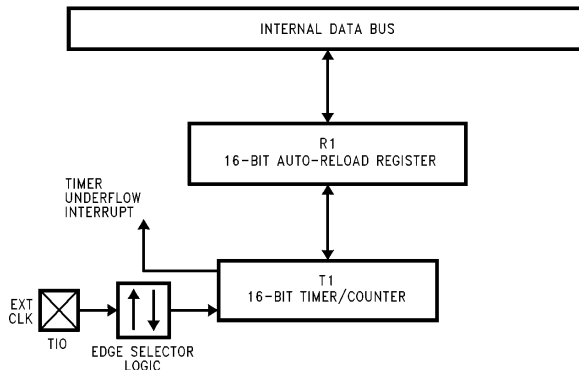 INTERNAL DATA BUS
R1
16-BIT AUTO-RELOAD REGISTER
TIMER
UNDERFLOW
INTERRUPT
T1
16-BIT TIMER/COUNTER
EXT
CLK
TIO
EDGE SELECTOR
LOGIC